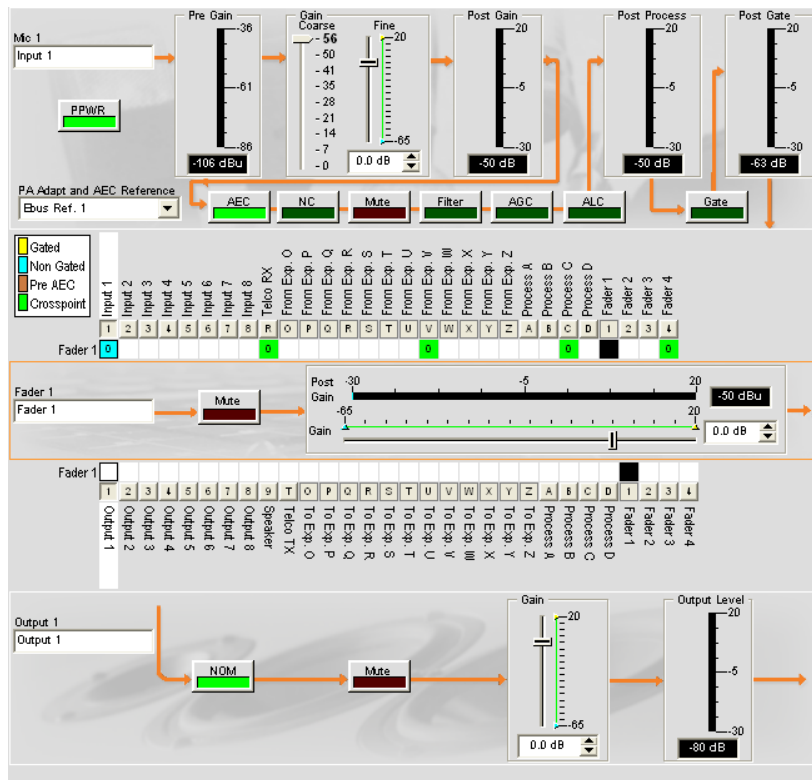 Pre Gain
Gain
Coarse
Fine
Post Gain
Post Process
Post Gate
Mic 1
Input 1
PPWR
-36
-61
-86
-106 dBu
56
50
41
35
28
21
14
7
0
20
-65
0.0 dB
20
-5
-30
-50 dB
20
-5
-30
-50 dB
20
-5
-30
-63 dB
PA Adapt and AEC Reference
Ebus Ref. 1
AEC
NC
Mute
Filter
AGC
ALC
Gate
Gated
Non Gated
Pre AEC
Crosspoint
Input 1
Input 2
Input 3
Input 4
Input 5
Input 6
Input 7
Input 8
Telco RX
From Exp. O
From Exp. P
From Exp. Q
From Exp. R
From Exp. S
From Exp. T
From Exp. U
From Exp. V
From Exp. W
From Exp. X
From Exp. Y
From Exp. Z
Process A
Process B
Process C
Process D
Fader 1
Fader 2
Fader 3
Fader 4
1 2 3 4 5 6 7 8 R O P Q R S T U V W X Y Z A B C D 1 2 3 4
Fader 1 0 0 0 0 0
Fader 1
Fader 1
Mute
Post
Gain
-30
-5
20
-50 dBu
Gain
-65
20
0.0 dB
Fader 1
1 2 3 4 5 6 7 8 9 T O P Q R S T U V W X Y Z A B C D 1 2 3 4
Output 1
Output 2
Output 3
Output 4
Output 5
Output 6
Output 7
Output 8
Speaker
Telco TX
To Exp. O
To Exp. P
To Exp. Q
To Exp. R
To Exp. S
To Exp. T
To Exp. U
To Exp. V
To Exp. W
To Exp. X
To Exp. Y
To Exp. Z
Process A
Process B
Process C
Process D
Fader 1
Fader 2
Fader 3
Fader 4
Output 1
Output 1
NOM
Mute
Gain
20
-65
0.0 dB
Output Level
20
-5
-30
-80 dB